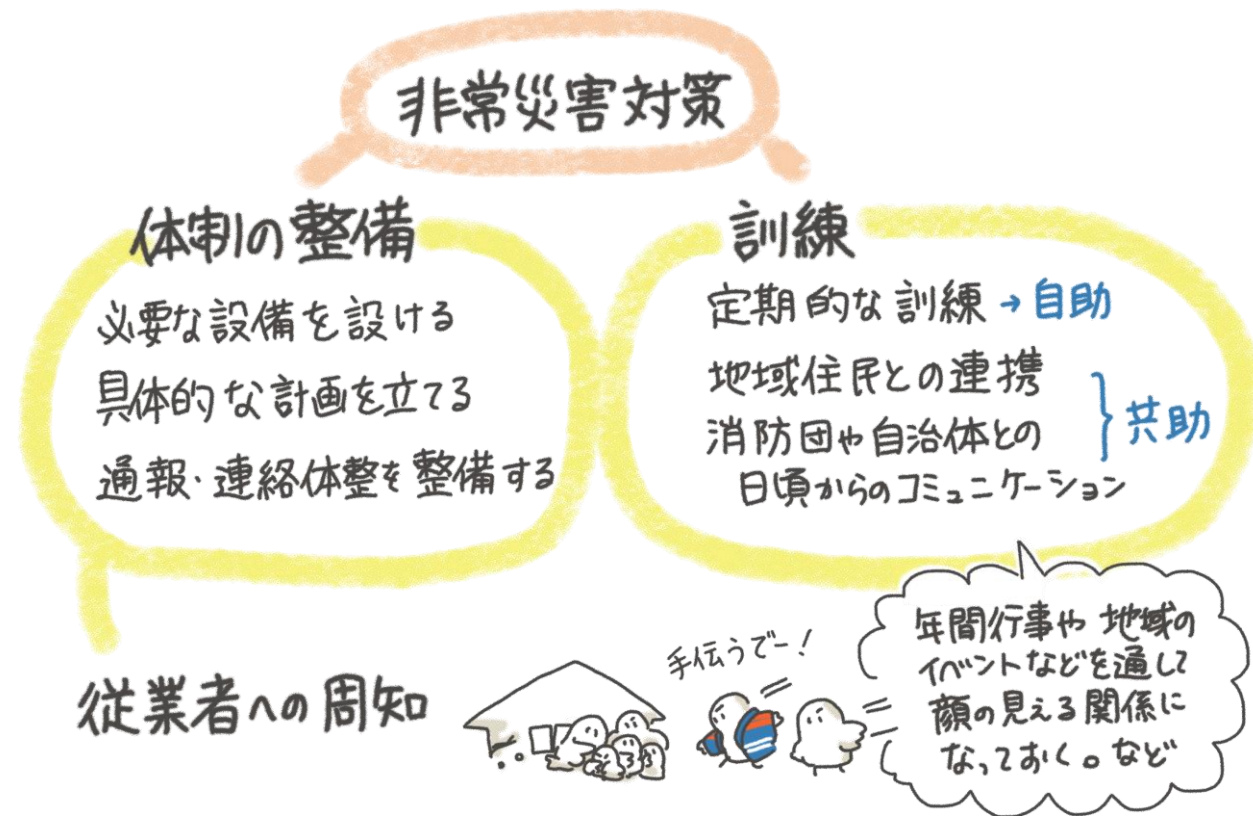 非常災害対策
体制の整備
必要な設備を設ける
具体的な計画を立てる
通報・連絡体整を整備する
従業者への周知
訓練
定期的な訓練→自助
地域住民との連携
消防団や自治体との
日頃からのコミュニケーション
共助
年間行事や地域の
イベントなどを通して
顔の見える関係に
なっておく。など
手伝うでー！